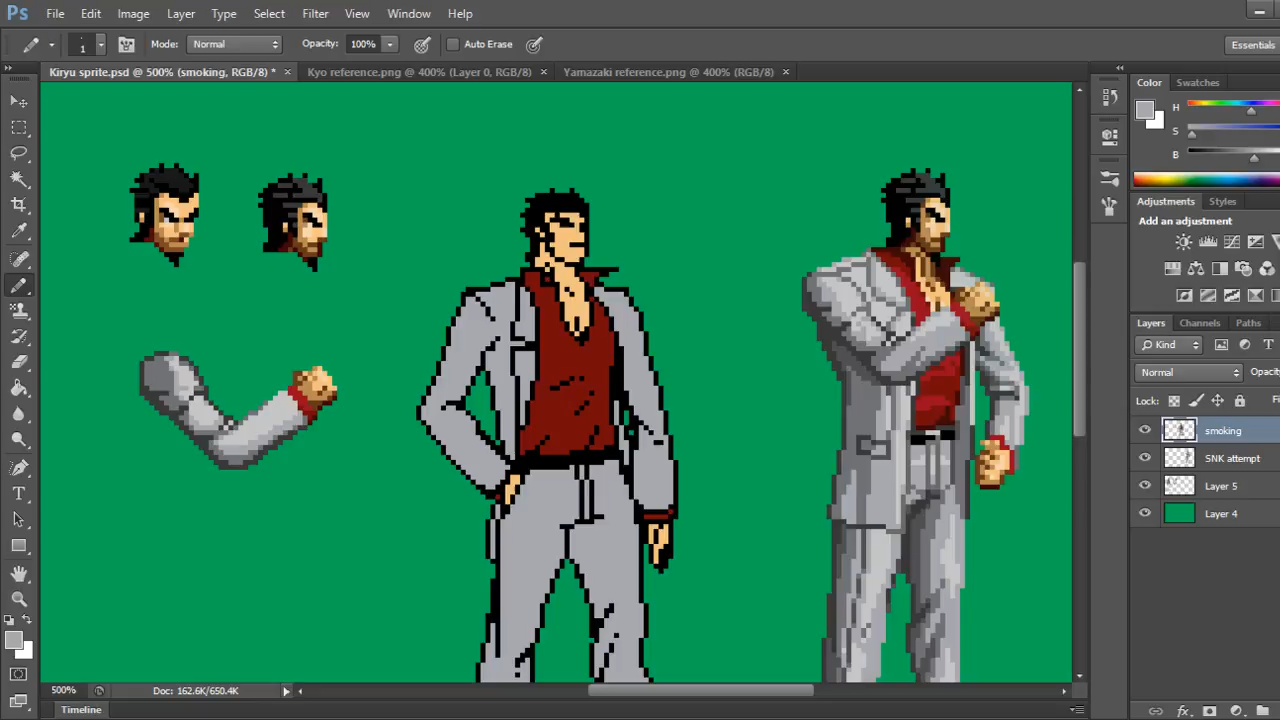 Ps File Edit Image Layer Type Select Filter View Window Help
1 Mode: Normal Opacity: 100% Auto Erase Essentials
Kiryu sprite.psd @ 500% (smoking, RGB/8) * × Kyo reference.png @ 400% (Layer 0, RGB/8) × Yamazaki reference.png @ 400% (RGB/8) ×
Color Swatches
H
S
B
Adjustments Styles
Add an adjustment
Layers Channels Paths
Kind
Normal Opacity:
Lock:
smoking
SNK attempt
Layer 5
Layer 4
500% Doc: 162.6K/650.4K
Timeline